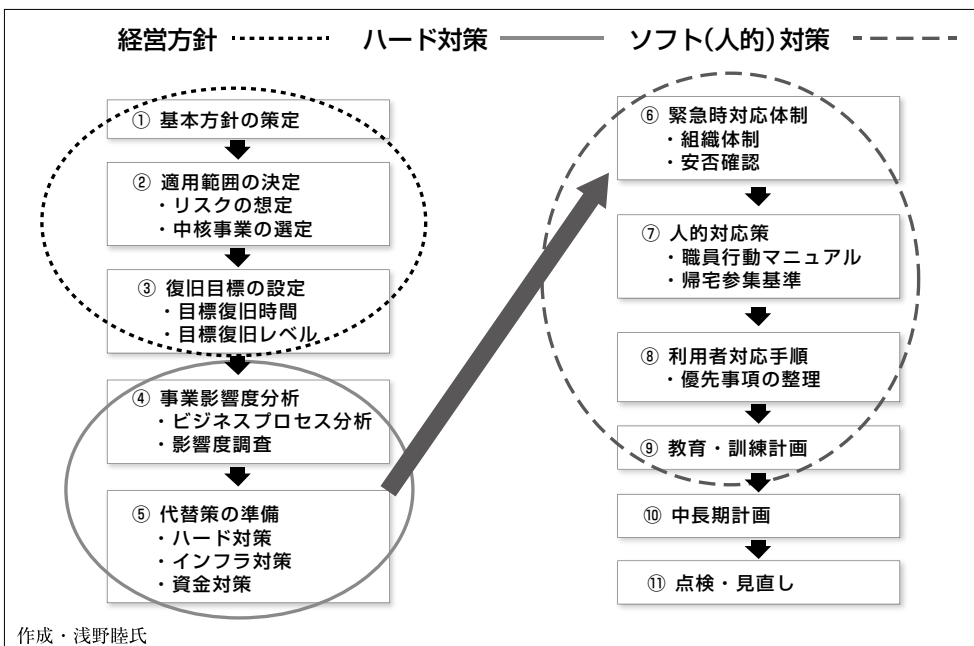 経営方針 ハード対策 ソフト(人的)対策
① 基本方針の策定
② 適用範囲の決定
・リスクの想定
・中核事業の選定
③ 復旧目標の設定
・目標復旧時間
・目標復旧レベル
④ 事業影響度分析
・ビジネスプロセス分析
・影響度調査
⑤ 代替策の準備
・ハード対策
・インフラ対策
・資金対策
⑥ 緊急時対応体制
・組織体制
・安否確認
⑦ 人的対応策
・職員行動マニュアル
・帰宅参集基準
⑧ 利用者対応手順
・優先事項の整理
⑨ 教育・訓練計画
⑩ 中長期計画
⑪ 点検・見直し
作成・浅野睦氏